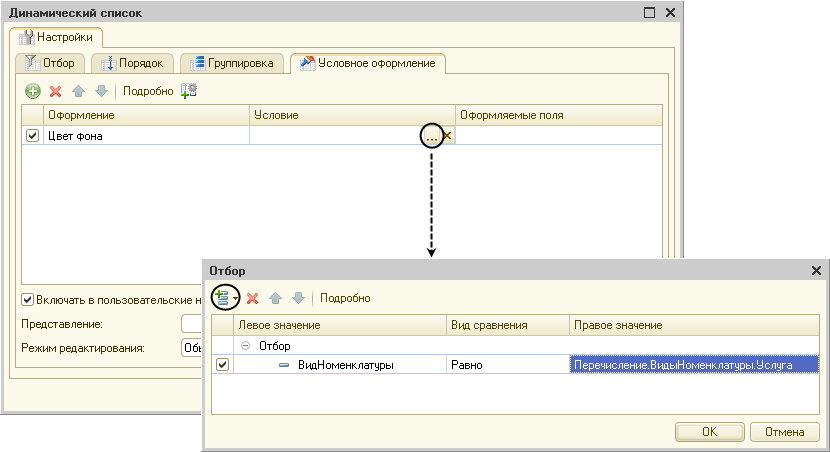 Динамический список
Настройки
Отбор Порядок Группировка Условное оформление
Подробно
Оформление Условие Оформляемые поля
Цвет фона ...
Отбор
Включать в пользовательские н
Подробно
Представление:
Левое значение Вид сравнения Правое значение
Режим редактирования: Обы
Отбор
ВидНоменклатуры Равно Перечисление.ВидыНоменклатуры.Услуга
OK Отмена